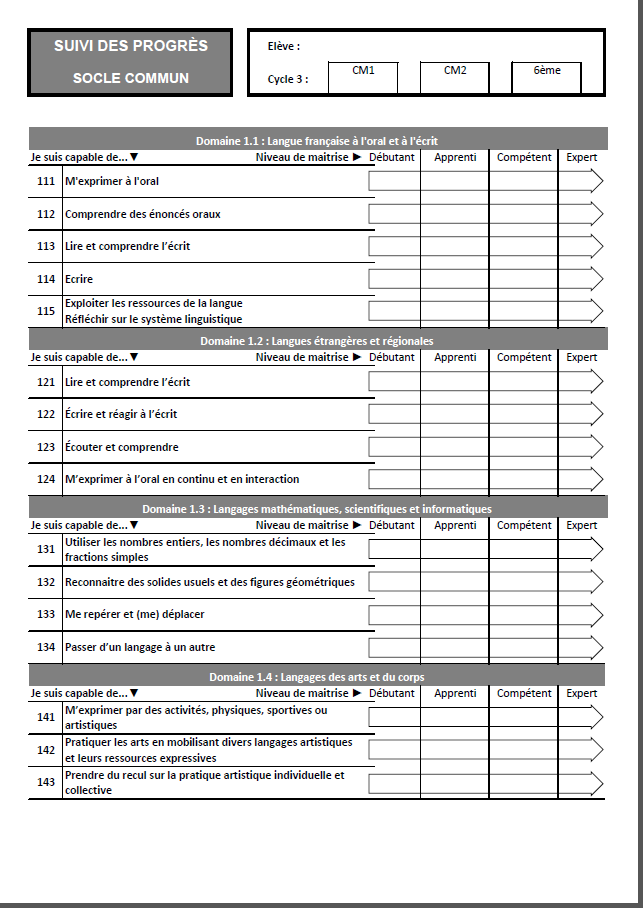 SUIVI DES PROGRÈS
SOCLE COMMUN
Elève :
Cycle 3 :
CM1
CM2
6ème
Domaine 1.1 : Langue française à l'oral et à l'écrit
Je suis capable de…▼ Niveau de maitrise ► Débutant Apprenti Compétent Expert
111 M'exprimer à l'oral
112 Comprendre des énoncés oraux
113 Lire et comprendre l’écrit
114 Ecrire
115 Exploiter les ressources de la langue
Réfléchir sur le système linguistique
Domaine 1.2 : Langues étrangères et régionales
Je suis capable de…▼ Niveau de maitrise ► Débutant Apprenti Compétent Expert
121 Lire et comprendre l’écrit
122 Écrire et réagir à l’écrit
123 Écouter et comprendre
124 M’exprimer à l’oral en continu et en interaction
Domaine 1.3 : Langages mathématiques, scientifiques et informatiques
Je suis capable de…▼ Niveau de maitrise ► Débutant Apprenti Compétent Expert
131 Utiliser les nombres entiers, les nombres décimaux et les
fractions simples
132 Reconnaitre des solides usuels et des figures géométriques
133 Me repérer et (me) déplacer
134 Passer d’un langage à un autre
Domaine 1.4 : Langages des arts et du corps
Je suis capable de…▼ Niveau de maitrise ► Débutant Apprenti Compétent Expert
141 M’exprimer par des activités, physiques, sportives ou
artistiques
142 Pratiquer les arts en mobilisant divers langages artistiques
et leurs ressources expressives
143 Prendre du recul sur la pratique artistique individuelle et
collective